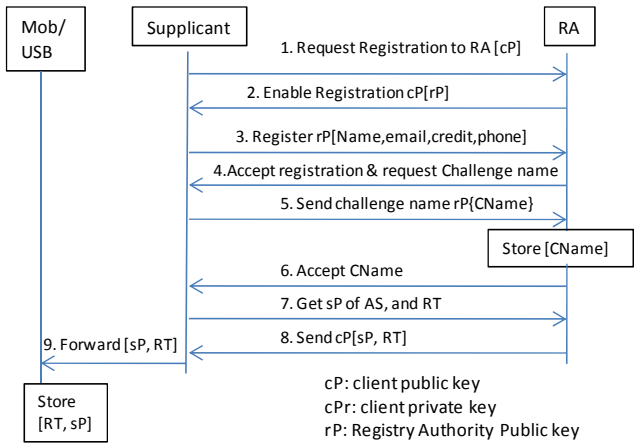 Mob/
USB
Supplicant
RA
1. Request Registration to RA [cP]
2. Enable Registration cP[rP]
3. Register rP[Name,email,credit,phone]
4.Accept registration & request Challenge name
5. Send challenge name rP{CName}
Store [CName]
6. Accept CName
7. Get sP of AS, and RT
8. Send cP[sP, RT]
9. Forward [sP, RT]
Store
[RT, sP]
cP: client public key
cPr: client private key
rP: Registry Authority Public key